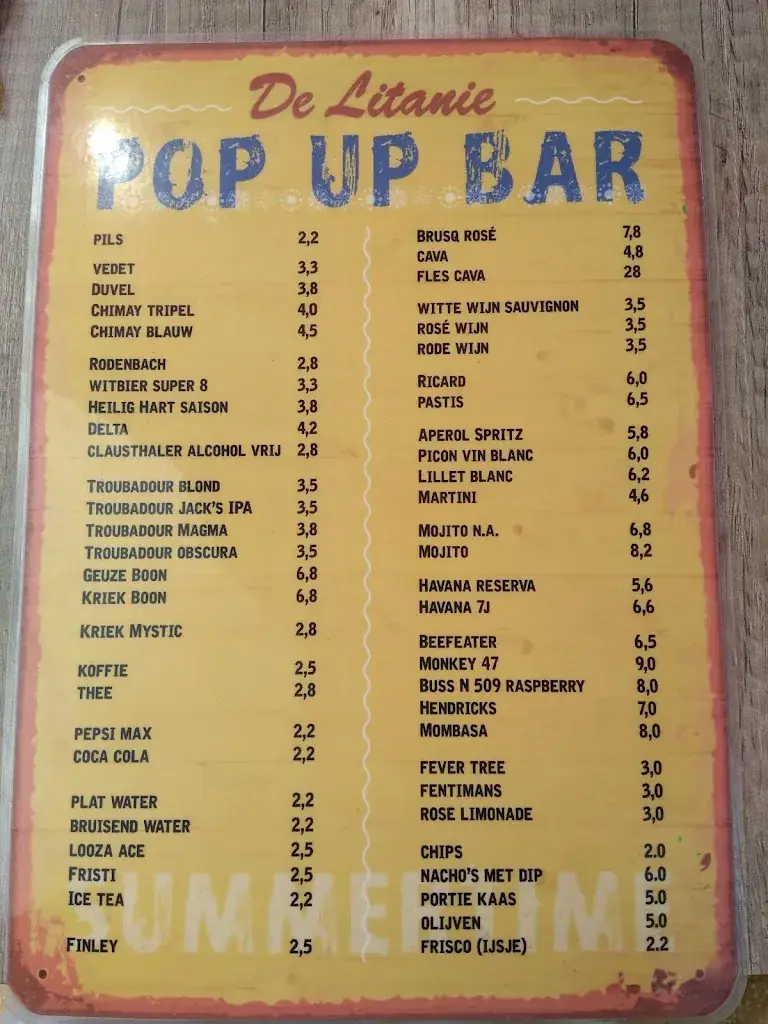 De Litanie
POP UP BAR
PILS 2,2
VEDET 3,3
DUVEL 3,8
CHIMAY TRIPEL 4,0
CHIMAY BLAUW 4,5
RODENBACH 2,8
WITBIER SUPER 8 3,3
HEILIG HART SAISON 3,8
DELTA 4,2
CLAUSTHALER ALCOHOL VRIJ 2,8
TROUBADOUR BLOND 3,5
TROUBADOUR JACK'S IPA 3,5
TROUBADOUR MAGMA 3,8
TROUBADOUR OBSCURA 3,5
GEUZE BOON 6,8
KRIEK BOON 6,8
KRIEK MYSTIC 2,8
KOFFIE 2,5
THEE 2,8
PEPSI MAX 2,2
COCA COLA 2,2
PLAT WATER 2,2
BRUISEND WATER 2,2
LOOZA ACE 2,5
FRISTI 2,5
ICE TEA 2,2
FINLEY 2,5
BRUSQ ROSÉ 7,8
CAVA 4,8
FLES CAVA 28
WITTE WIJN SAUVIGNON 3,5
ROSÉ WIJN 3,5
RODE WIJN 3,5
RICARD 6,0
PASTIS 6,5
APEROL SPRITZ 5,8
PICON VIN BLANC 6,0
LILLET BLANC 6,2
MARTINI 4,6
MOJITO N.A. 6,8
MOJITO 8,2
HAVANA RESERVA 5,6
HAVANA 7J 6,6
BEEFEATER 6,5
MONKEY 47 9,0
BUSS N 509 RASPBERRY 8,0
HENDRICKS 7,0
MOMBASA 8,0
FEVER TREE 3,0
FENTIMANS 3,0
ROSE LIMONADE 3,0
CHIPS 2.0
NACHO'S MET DIP 6.0
PORTIE KAAS 5.0
OLIJVEN 5.0
FRISCO (IJSJE) 2.2
SUMMERTIME